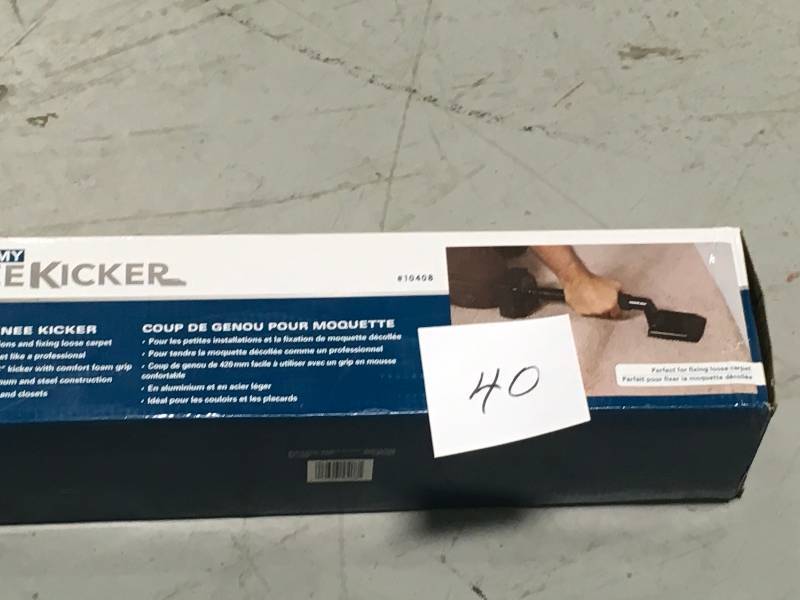 MY
EE KICKER
#10408
NEE KICKER
ons and fixing loose carpet
et like a professional
" kicker with comfort foam grip
num and steel construction
and closets
COUP DE GENOU POUR MOQUETTE
• Pour les petites installations et la fixation de moquette décollée
• Pour tendre la moquette décollée comme un professionnel
• Coup de genou de 420 mm facile à utiliser avec un grip en mousse
confortable
• En aluminium et en acier léger
• Idéal pour les couloirs et les placards
Perfect for fixing loose carpet
Parfait pour fixer la moquette décollée
40